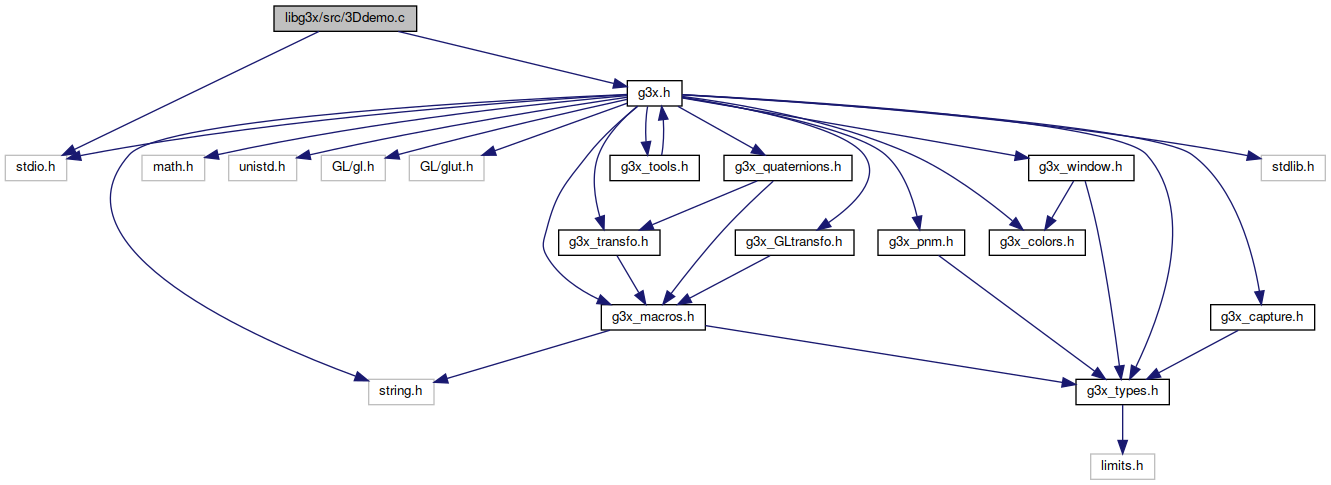 libg3x/src/3Ddemo.c
g3x.h
stdio.h
math.h
unistd.h
GL/gl.h
GL/glut.h
g3x_tools.h
g3x_quaternions.h
g3x_window.h
stdlib.h
g3x_transfo.h
g3x_GLtransfo.h
g3x_pnm.h
g3x_colors.h
g3x_macros.h
g3x_capture.h
string.h
g3x_types.h
limits.h